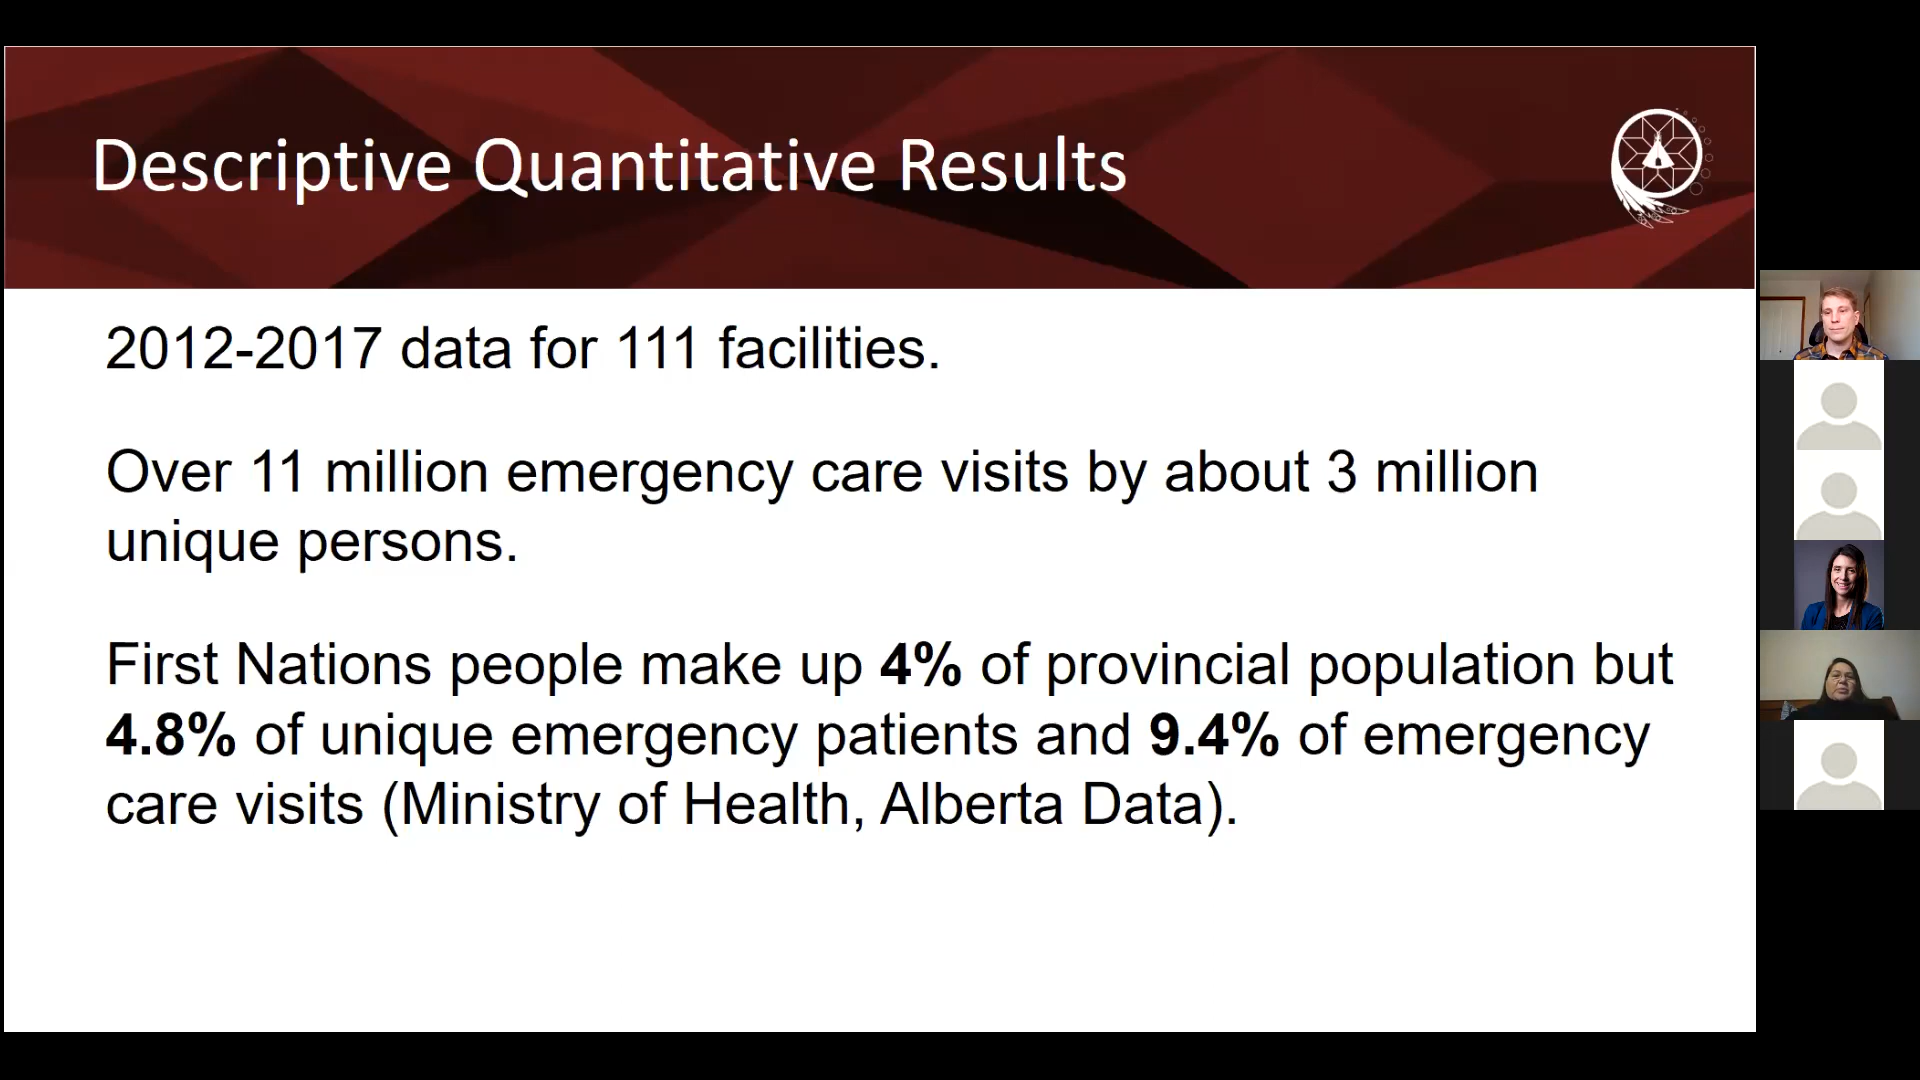 Descriptive Quantitative Results
2012-2017 data for 111 facilities.
Over 11 million emergency care visits by about 3 million
unique persons.
First Nations people make up 4% of provincial population but
4.8% of unique emergency patients and 9.4% of emergency
care visits (Ministry of Health, Alberta Data).